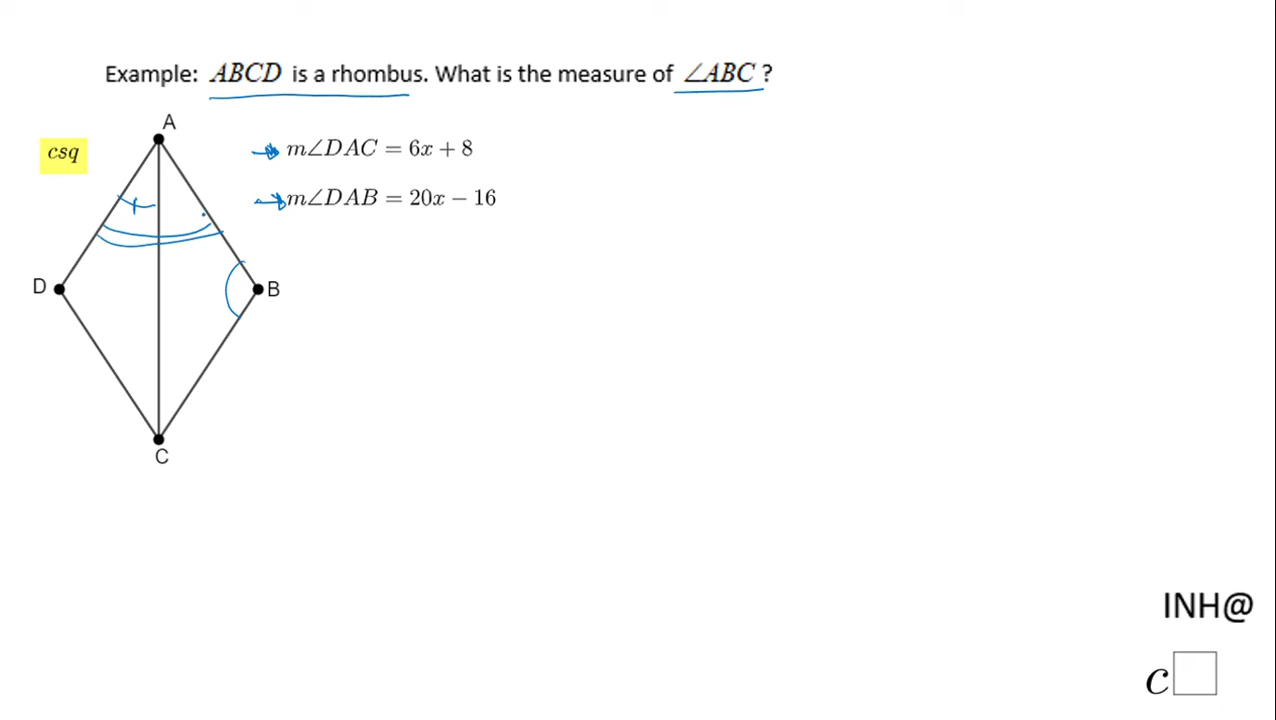 Example: ABCD is a rhombus. What is the measure of ∠ABC ?
A
csq
m∠DAC = 6x + 8
m∠DAB = 20x − 16
D
B
C
INH@
c